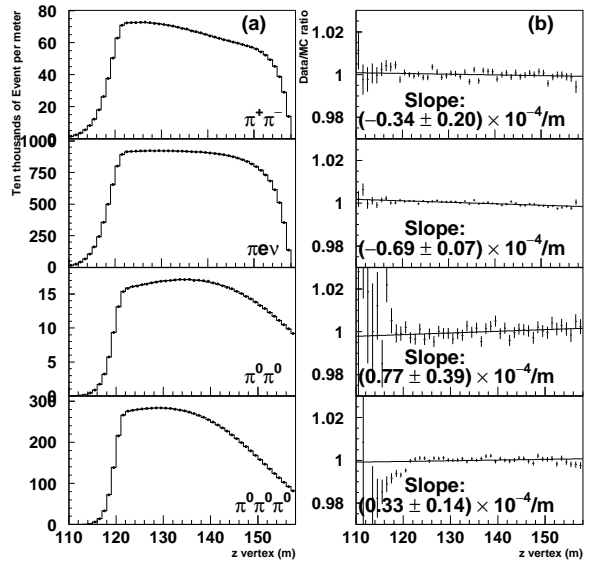 (a)
Ten thousands of Event per meter
80
60
40
20
0
π⁺π⁻
1000
750
500
250
0
πeν
15
10
5
0
π⁰π⁰
300
200
100
0
π⁰π⁰π⁰
110 120 130 140 150
z vertex (m)
(b)
Data/MC ratio
1.02
1
0.98
Slope:
(−0.34 ± 0.20) × 10⁻⁴/m
1.02
1
0.98
Slope:
(−0.69 ± 0.07) × 10⁻⁴/m
1.02
1
0.98
Slope:
(0.77 ± 0.39) × 10⁻⁴/m
1.02
1
0.98
Slope:
(0.33 ± 0.14) × 10⁻⁴/m
110 120 130 140 150
z vertex (m)